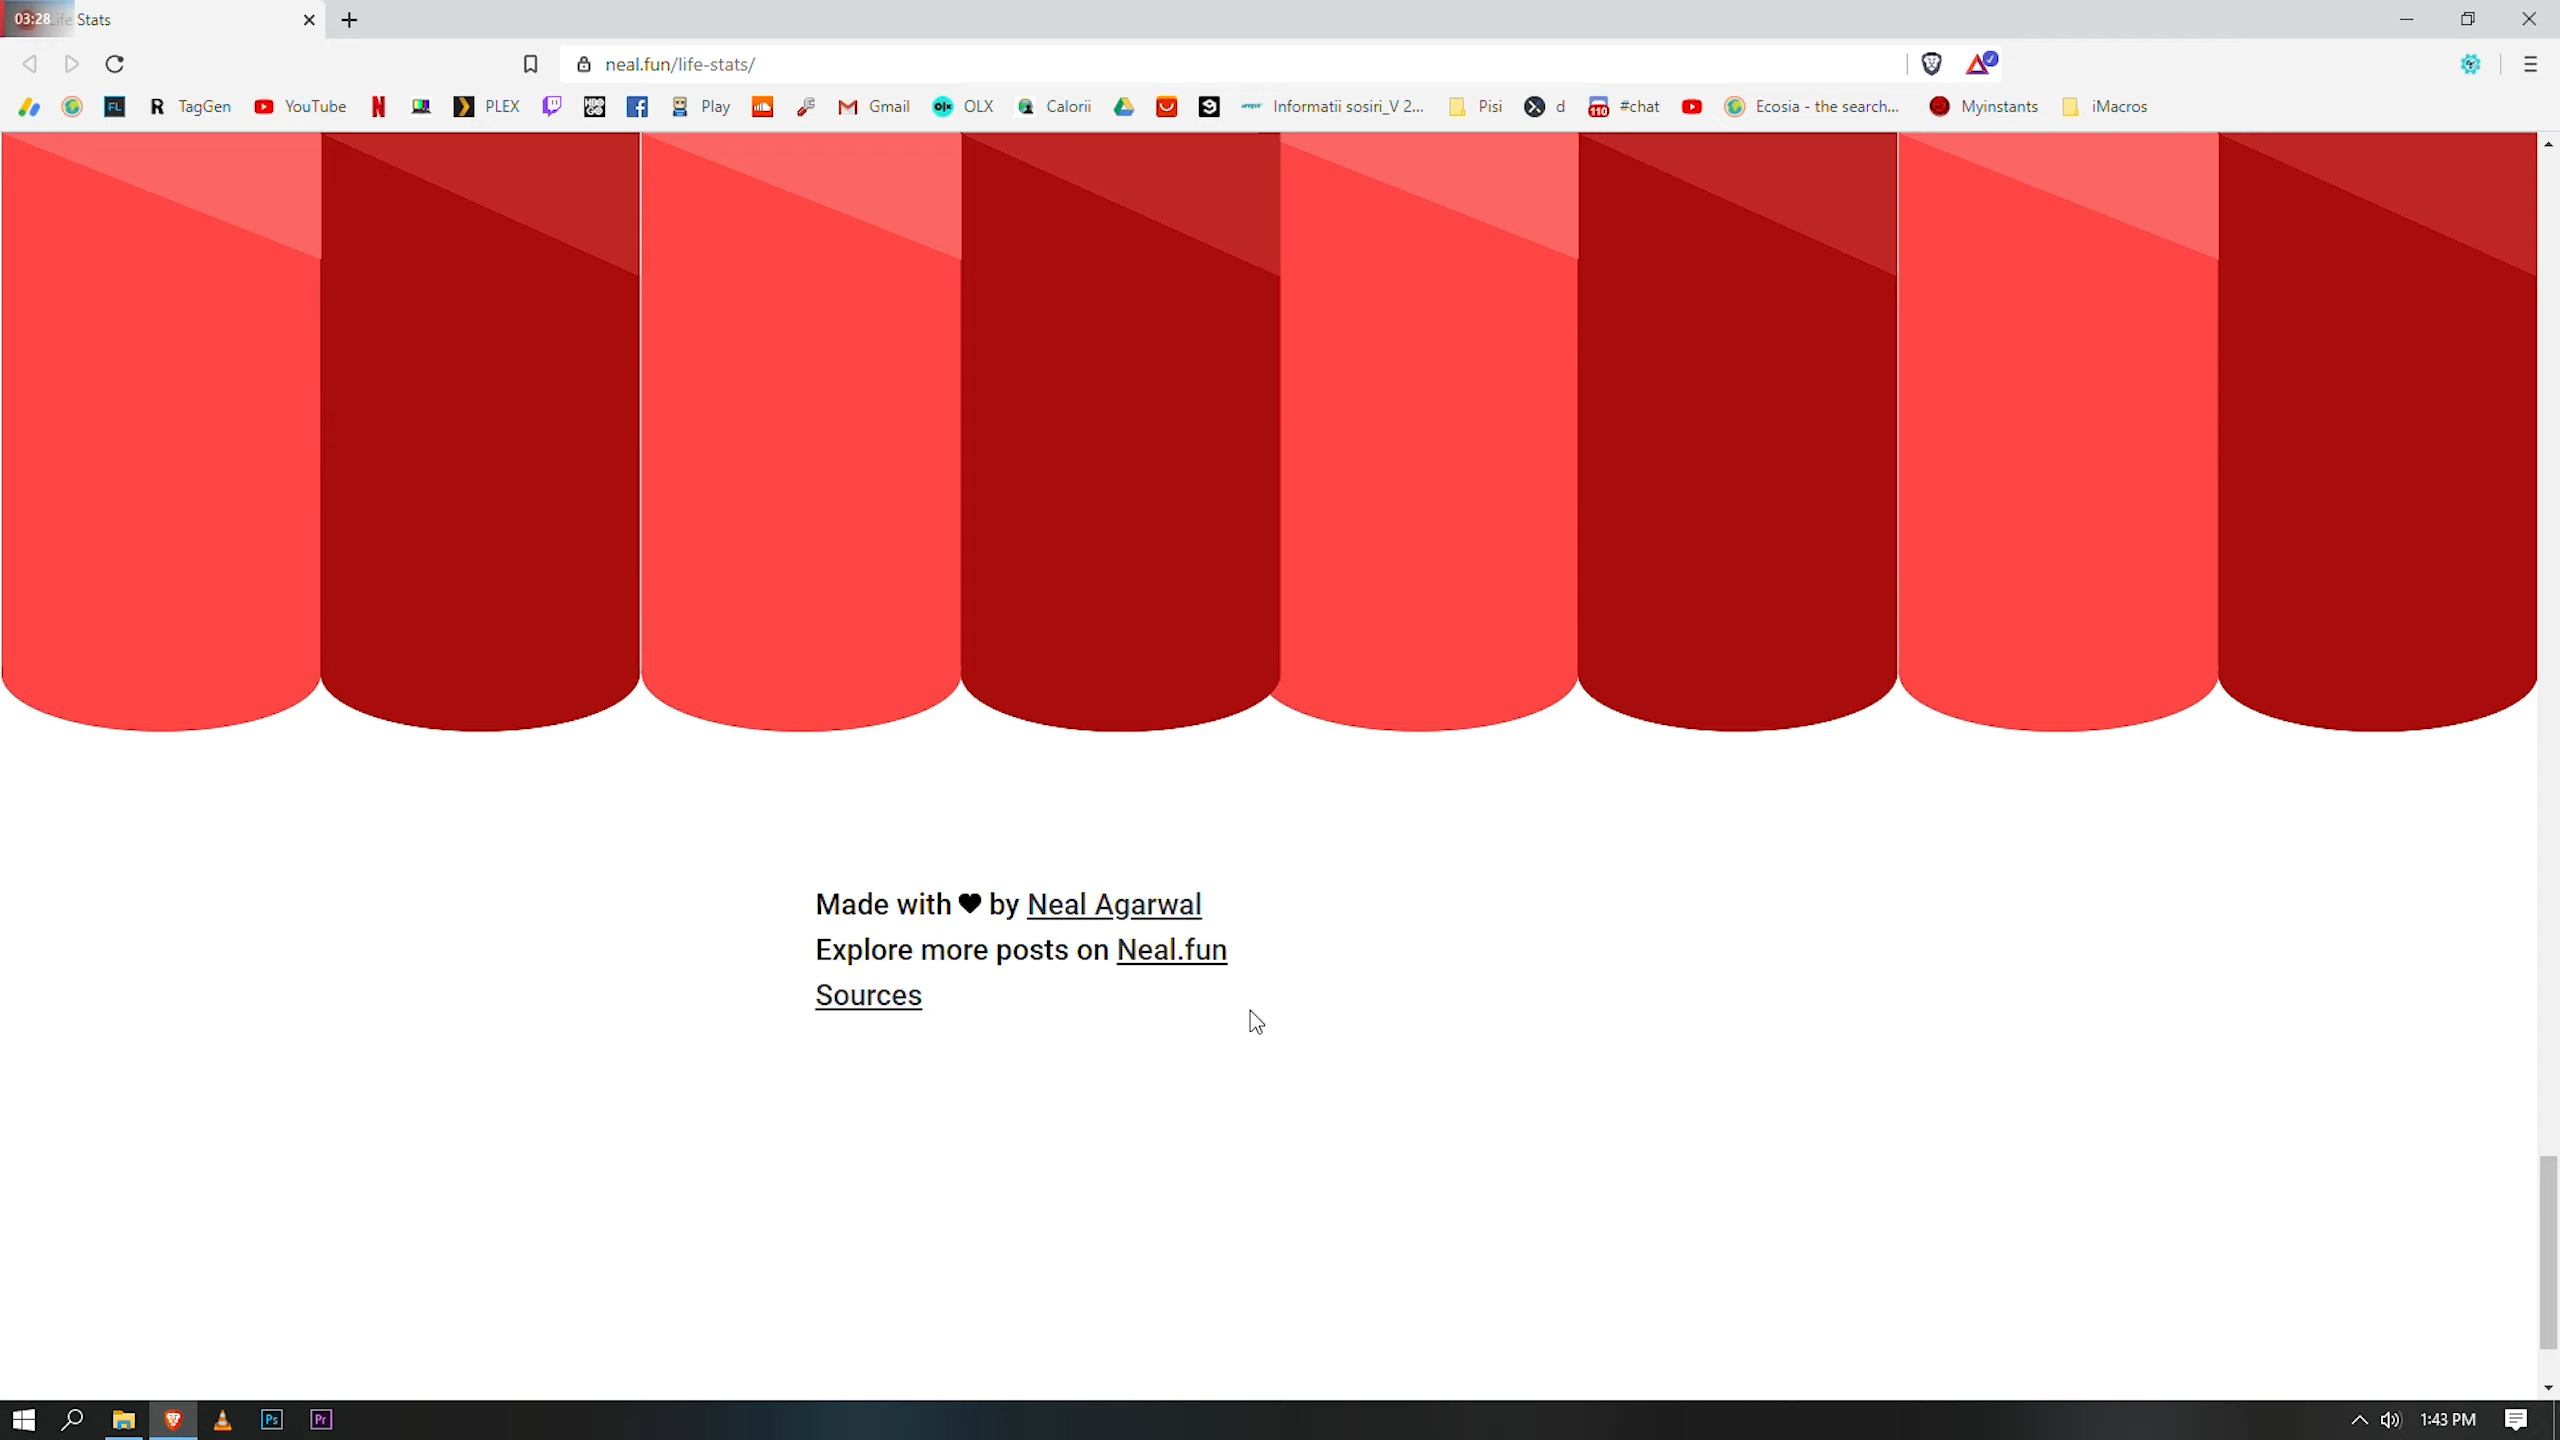 03:28 Life Stats
neal.fun/life-stats/
TagGen YouTube PLEX Play Gmail OLX Calorii Informatii sosiri_V 2... Pisi d #chat Ecosia - the search... Myinstants iMacros
Made with ♥ by Neal Agarwal
Explore more posts on Neal.fun
Sources
1:43 PM